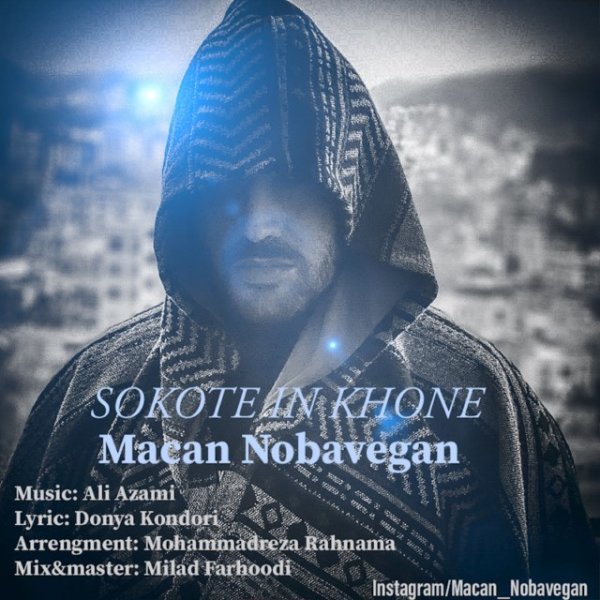 SOKOTE IN KHONE
Macan Nobavegan
Music: Ali Azami
Lyric: Donya Kondori
Arrengment: Mohammadreza Rahnama
Mix&master: Milad Farhoodi
Instagram/Macan_Nobavegan